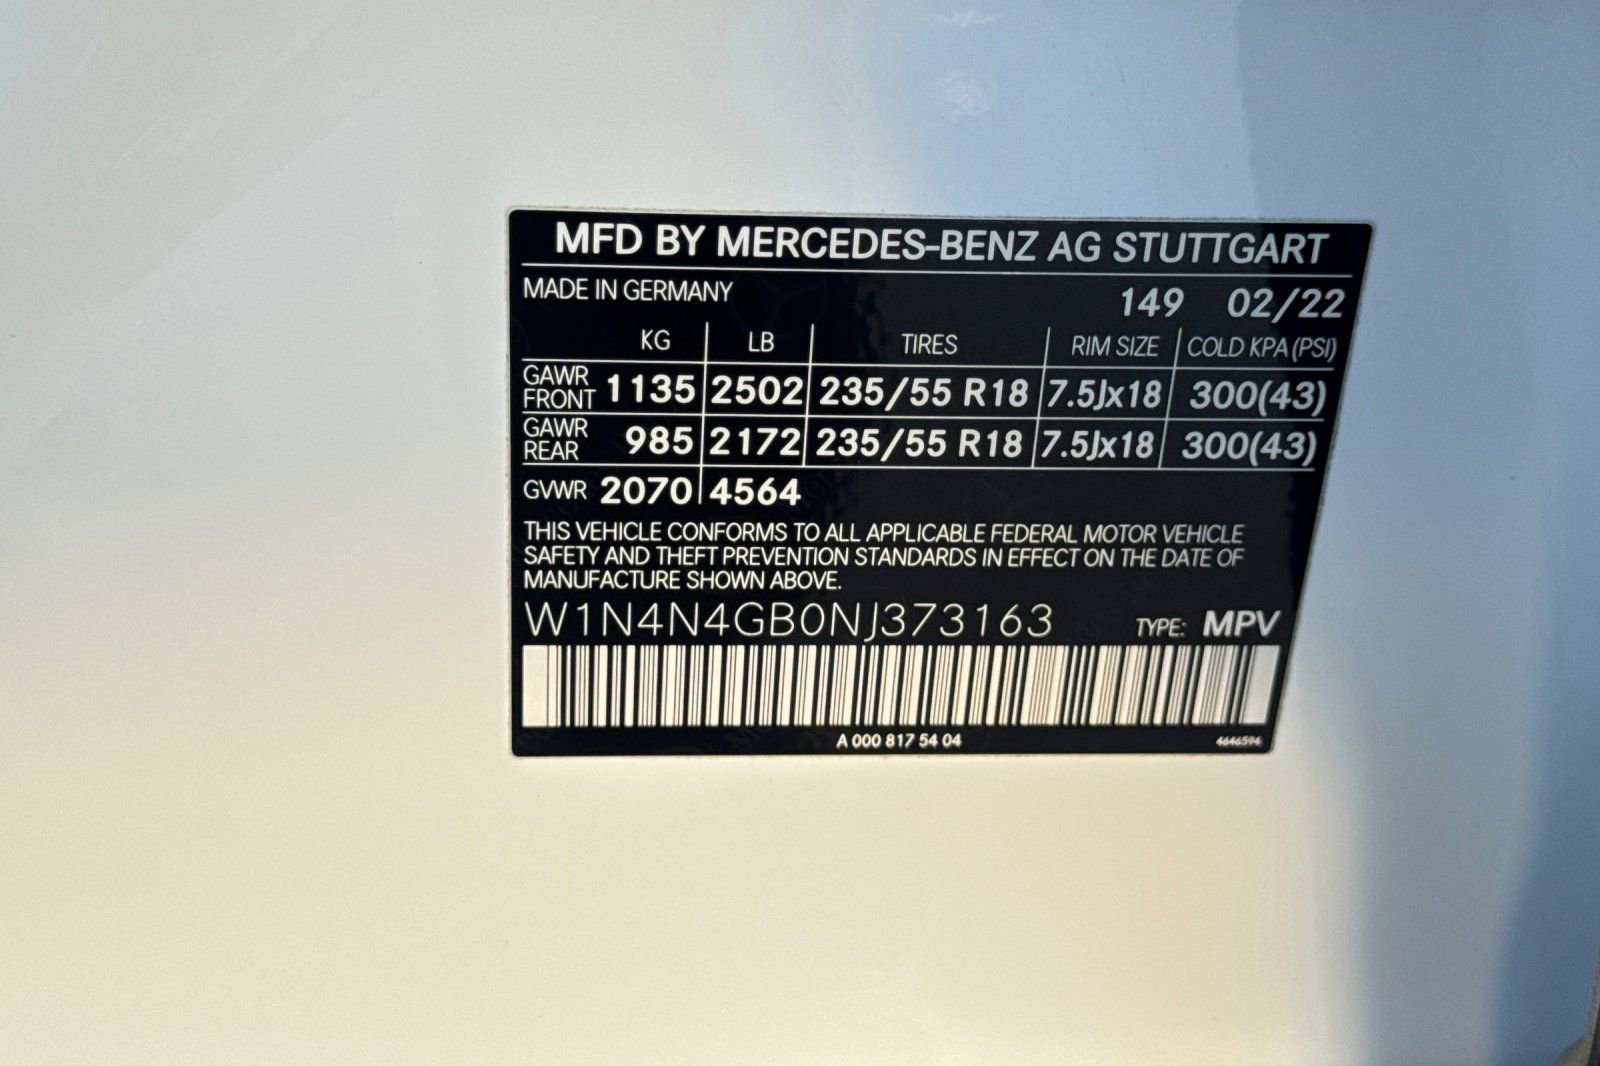 MFD BY MERCEDES-BENZ AG STUTTGART
MADE IN GERMANY
149 02/22
KG LB TIRES RIM SIZE COLD KPA (PSI)
GAWR FRONT 1135 2502 235/55 R18 7.5Jx18 300(43)
GAWR REAR 985 2172 235/55 R18 7.5Jx18 300(43)
GVWR 2070 4564
THIS VEHICLE CONFORMS TO ALL APPLICABLE FEDERAL MOTOR VEHICLE
SAFETY AND THEFT PREVENTION STANDARDS IN EFFECT ON THE DATE OF
MANUFACTURE SHOWN ABOVE.
W1N4N4GB0NJ373163 TYPE: MPV
A 000 817 54 04 4646594